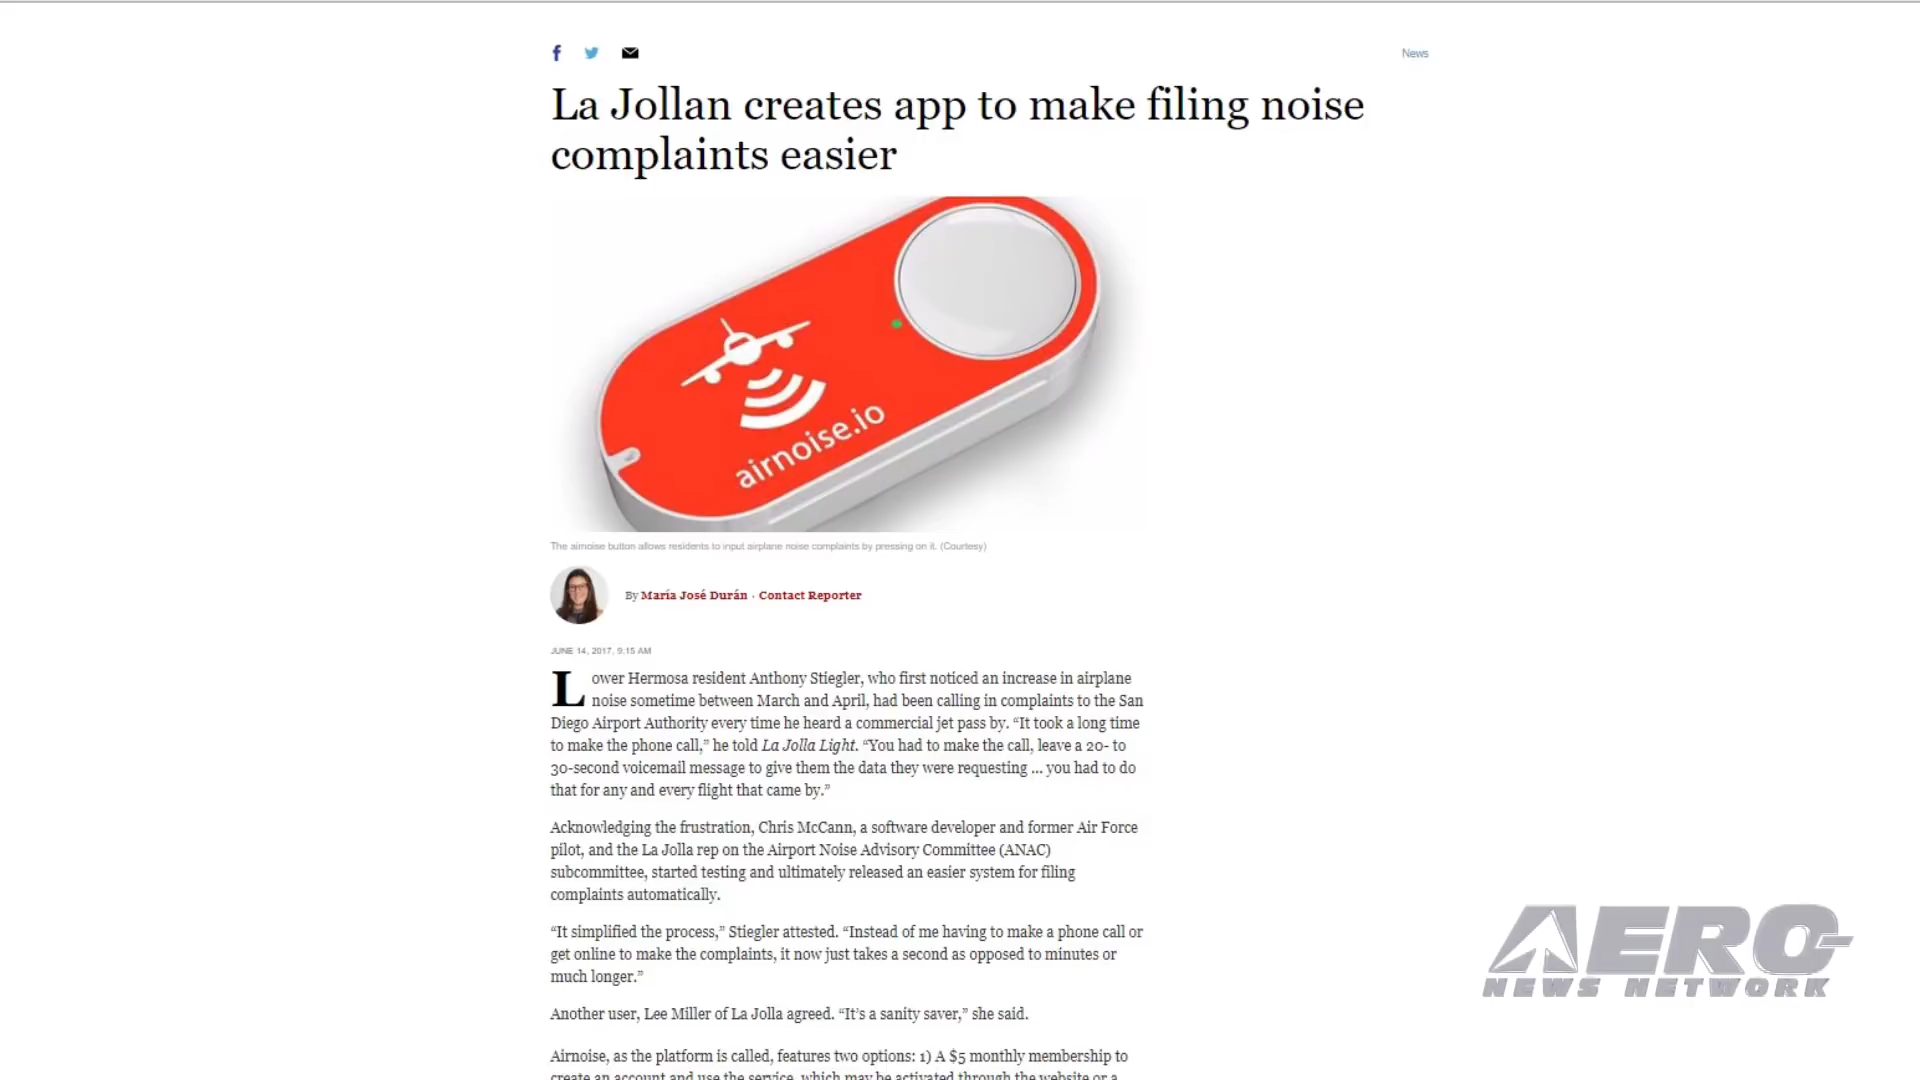 News
La Jollan creates app to make filing noise
complaints easier
airnoise.io
The airnoise button allows residents to input airplane noise complaints by pressing on it. (Courtesy)
By María José Durán · Contact Reporter
JUNE 14, 2017, 9:15 AM
Lower Hermosa resident Anthony Stiegler, who first noticed an increase in airplane
noise sometime between March and April, had been calling in complaints to the San
Diego Airport Authority every time he heard a commercial jet pass by. “It took a long time
to make the phone call,” he told La Jolla Light. “You had to make the call, leave a 20- to
30-second voicemail message to give them the data they were requesting ... you had to do
that for any and every flight that came by.”
Acknowledging the frustration, Chris McCann, a software developer and former Air Force
pilot, and the La Jolla rep on the Airport Noise Advisory Committee (ANAC)
subcommittee, started testing and ultimately released an easier system for filing
complaints automatically.
“It simplified the process,” Stiegler attested. “Instead of me having to make a phone call or
get online to make the complaints, it now just takes a second as opposed to minutes or
much longer.”
Another user, Lee Miller of La Jolla agreed. “It’s a sanity saver,” she said.
Airnoise, as the platform is called, features two options: 1) A $5 monthly membership to
create an account and use the service, which may be activated through the website or a
AERO-
NEWS NETWORK